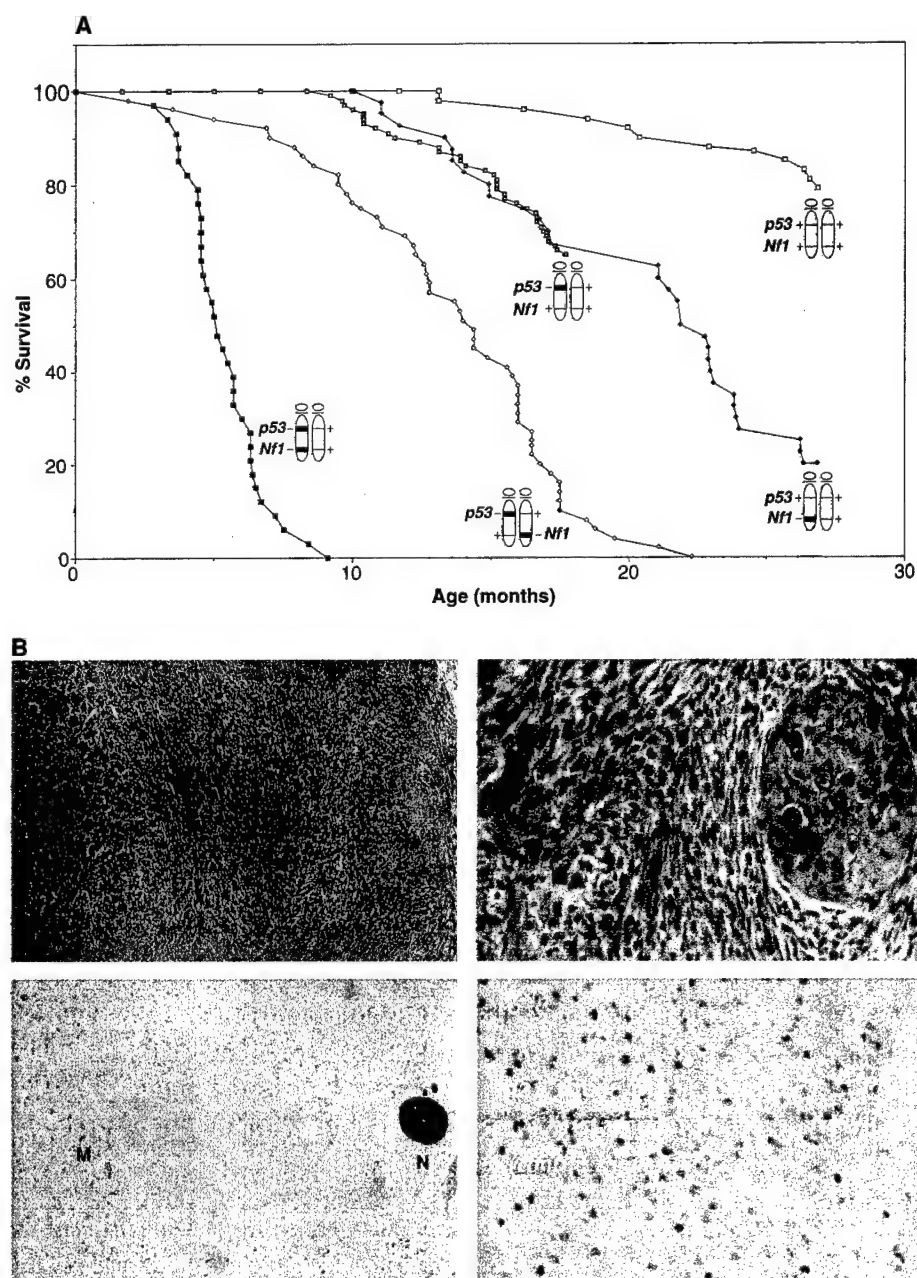 A
% Survival
100
80
60
40
20
0
p53 + +
Nf1 + +
p53 - +
Nf1 + +
p53 - +
Nf1 - +
p53 - +
+ - Nf1
p53 + +
Nf1 - +
0 10 20 30
Age (months)
B
M
N